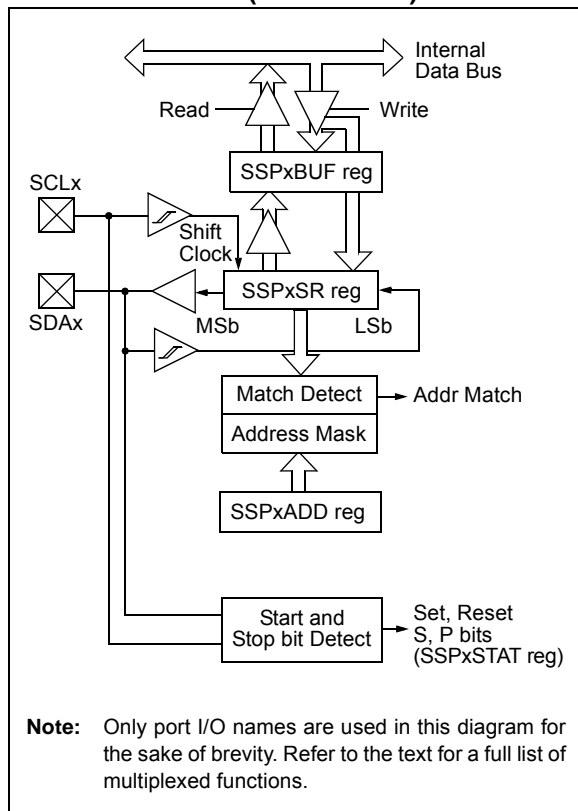 Internal
Data Bus
Read
Write
SSPxBUF reg
SCLx
Shift
Clock
SSPxSR reg
SDAx
MSb
LSb
Match Detect
Addr Match
Address Mask
SSPxADD reg
Start and
Stop bit Detect
Set, Reset
S, P bits
(SSPxSTAT reg)
Note: Only port I/O names are used in this diagram for
the sake of brevity. Refer to the text for a full list of
multiplexed functions.